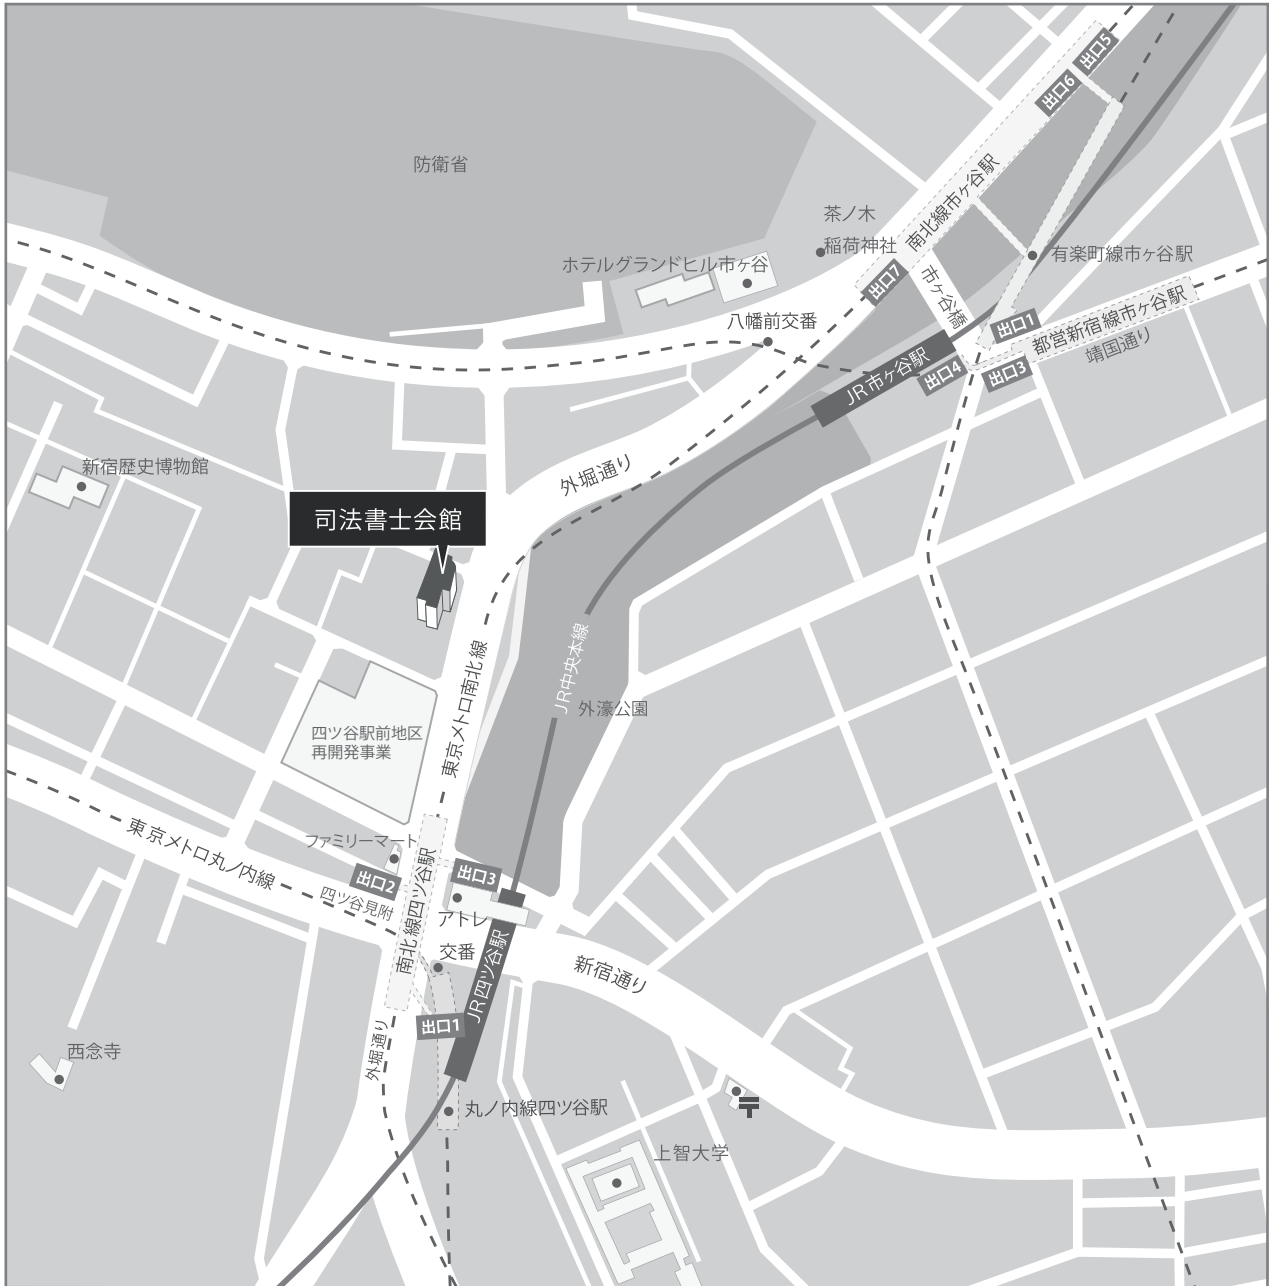 出口5
出口6
防衛省
南北線市ヶ谷駅
茶ノ木
稲荷神社
有楽町線市ヶ谷駅
ホテルグランドヒル市ヶ谷
出口7
市ヶ谷橋
八幡前交番
出口1
都営新宿線市ヶ谷駅
靖国通り
JR市ヶ谷駅
出口4
出口3
外堀通り
新宿歴史博物館
司法書士会館
東京メトロ南北線
JR中央本線
外濠公園
四ツ谷駅前地区
再開発事業
東京メトロ丸ノ内線
ファミリーマート
出口2
出口3
四ツ谷見附
南北線四ツ谷駅
アトレ
交番
JR四ツ谷駅
新宿通り
出口1
外堀通り
西念寺
丸ノ内線四ツ谷駅
上智大学
〒